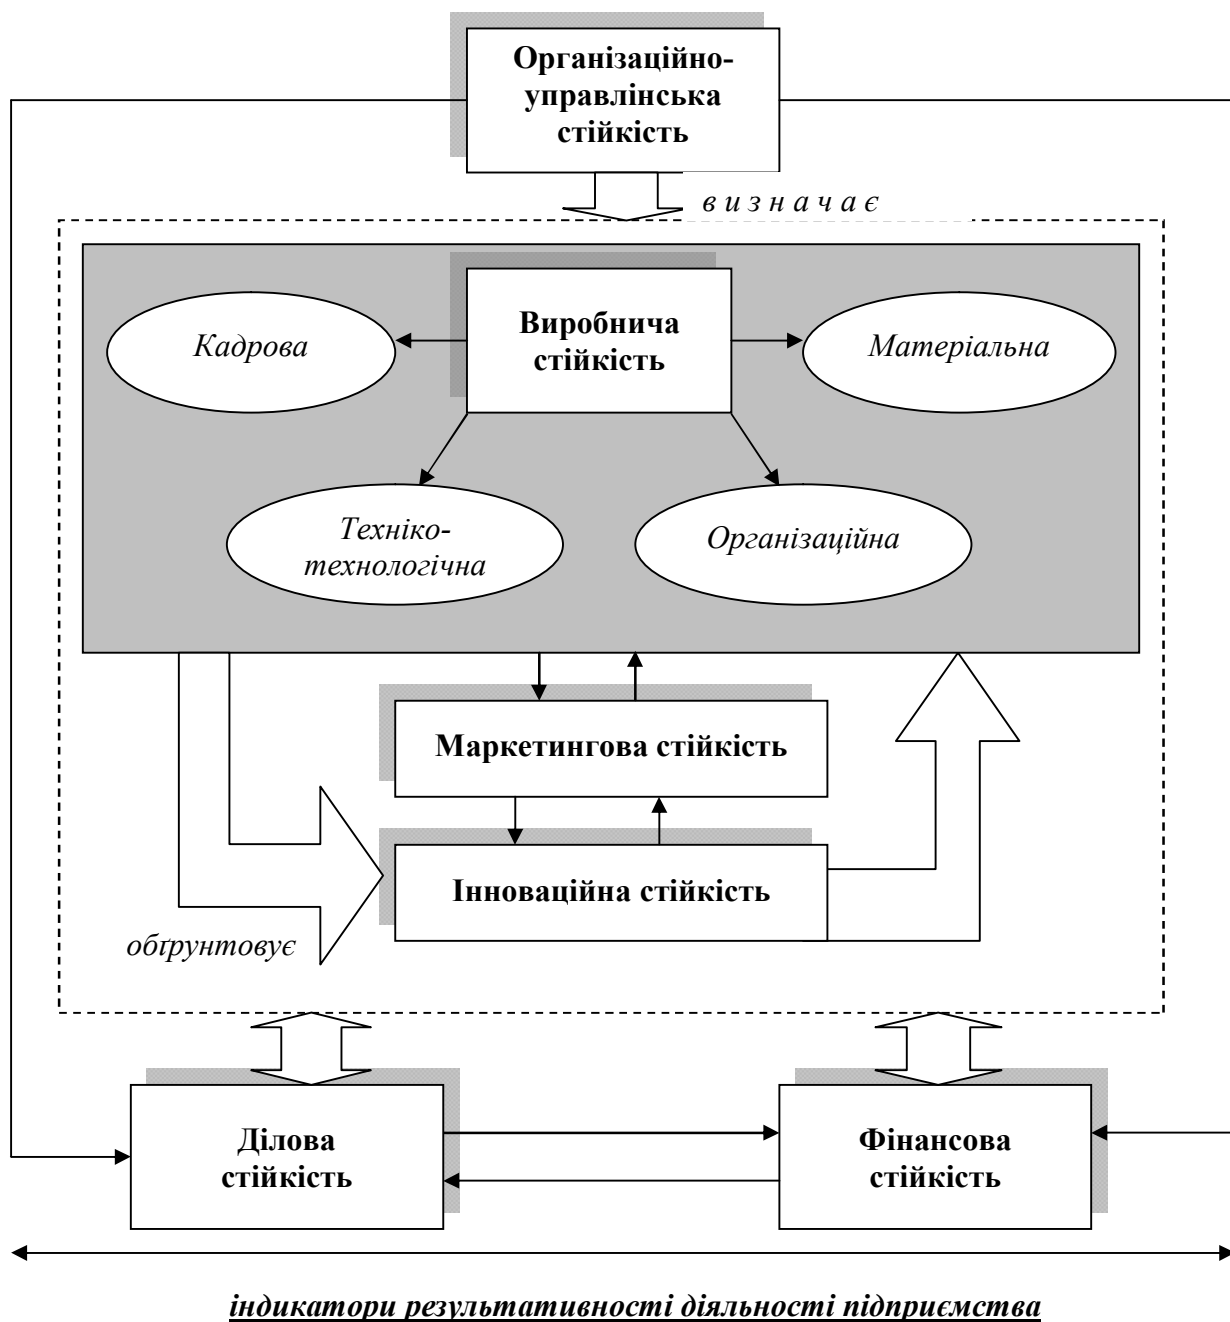 Організаційно-
управлінська
стійкість
в и з н а ч а є
Виробнича
стійкість
Кадрова
Матеріальна
Техніко-
технологічна
Організаційна
Маркетингова стійкість
Інноваційна стійкість
обґрунтовує
Ділова
стійкість
Фінансова
стійкість
індикатори результативності діяльності підприємства